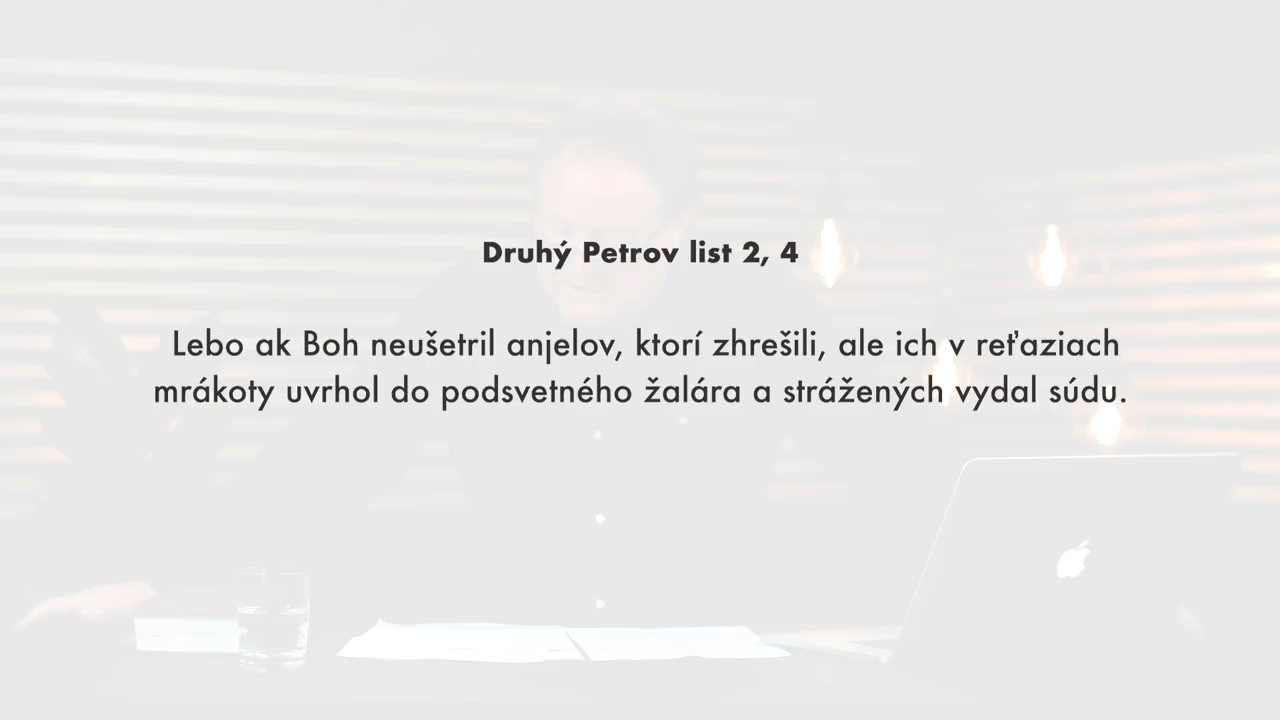 Druhý Petrov list 2, 4
Lebo ak Boh neušetril anjelov, ktorí zhrešili, ale ich v reťaziach
mrákoty uvrhol do podsvetného žalára a strážených vydal súdu.